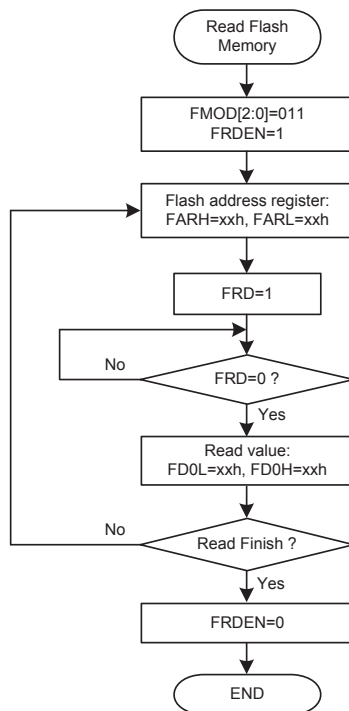 Read Flash
Memory
FMOD[2:0]=011
FRDEN=1
Flash address register:
FARH=xxh, FARL=xxh
FRD=1
No
FRD=0 ?
Yes
Read value:
FD0L=xxh, FD0H=xxh
No
Read Finish ?
Yes
FRDEN=0
END